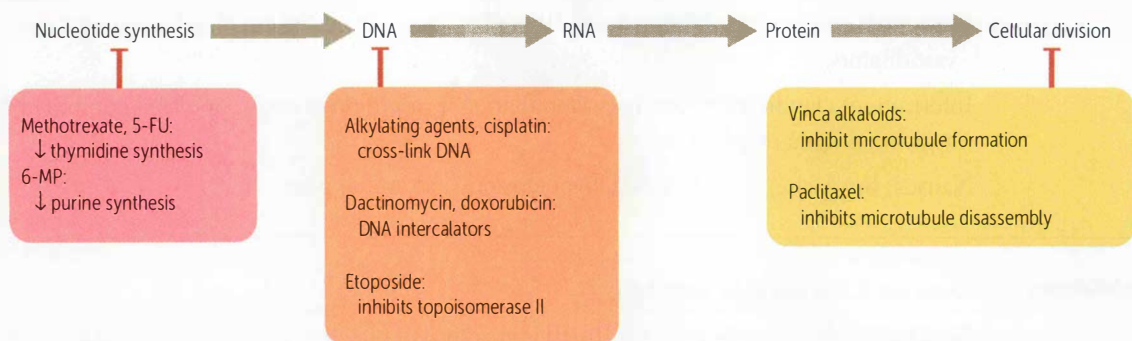 Nucleotide synthesis DNA RNA Protein Cellular division
Methotrexate, 5-FU:
↓ thymidine synthesis
6-MP:
↓ purine synthesis
Alkylating agents, cisplatin:
cross-link DNA
Dactinomycin, doxorubicin:
DNA intercalators
Etoposide:
inhibits topoisomerase II
Vinca alkaloids:
inhibit microtubule formation
Paclitaxel:
inhibits microtubule disassembly